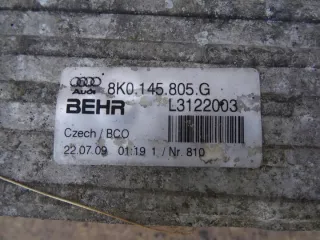 Audi 8K0.145.805.G
BEHR L3122003
Czech / BCO
22.07.09 01:19 1 / Nr. 810